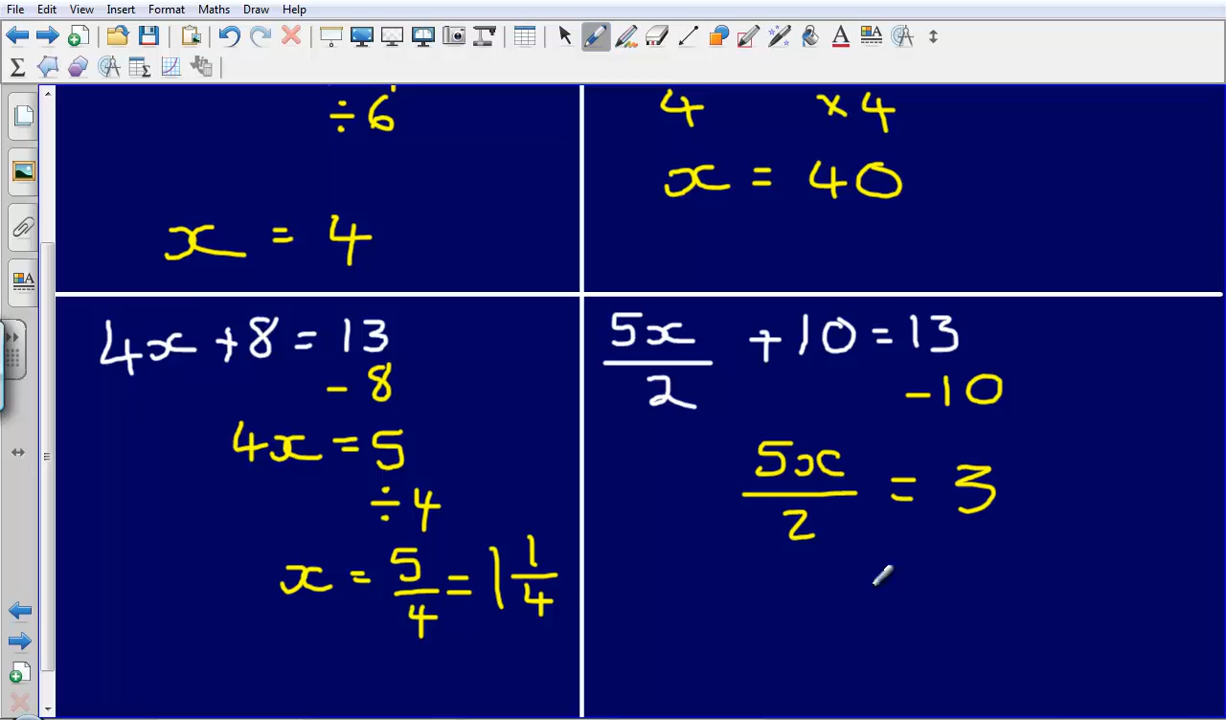 File Edit View Insert Format Maths Draw Help
÷6
x = 4
4 ×4
x = 40
4x + 8 = 13
- 8
4x = 5
÷4
x = 5/4 = 1 1/4
5x/2 + 10 = 13
-10
5x/2 = 3